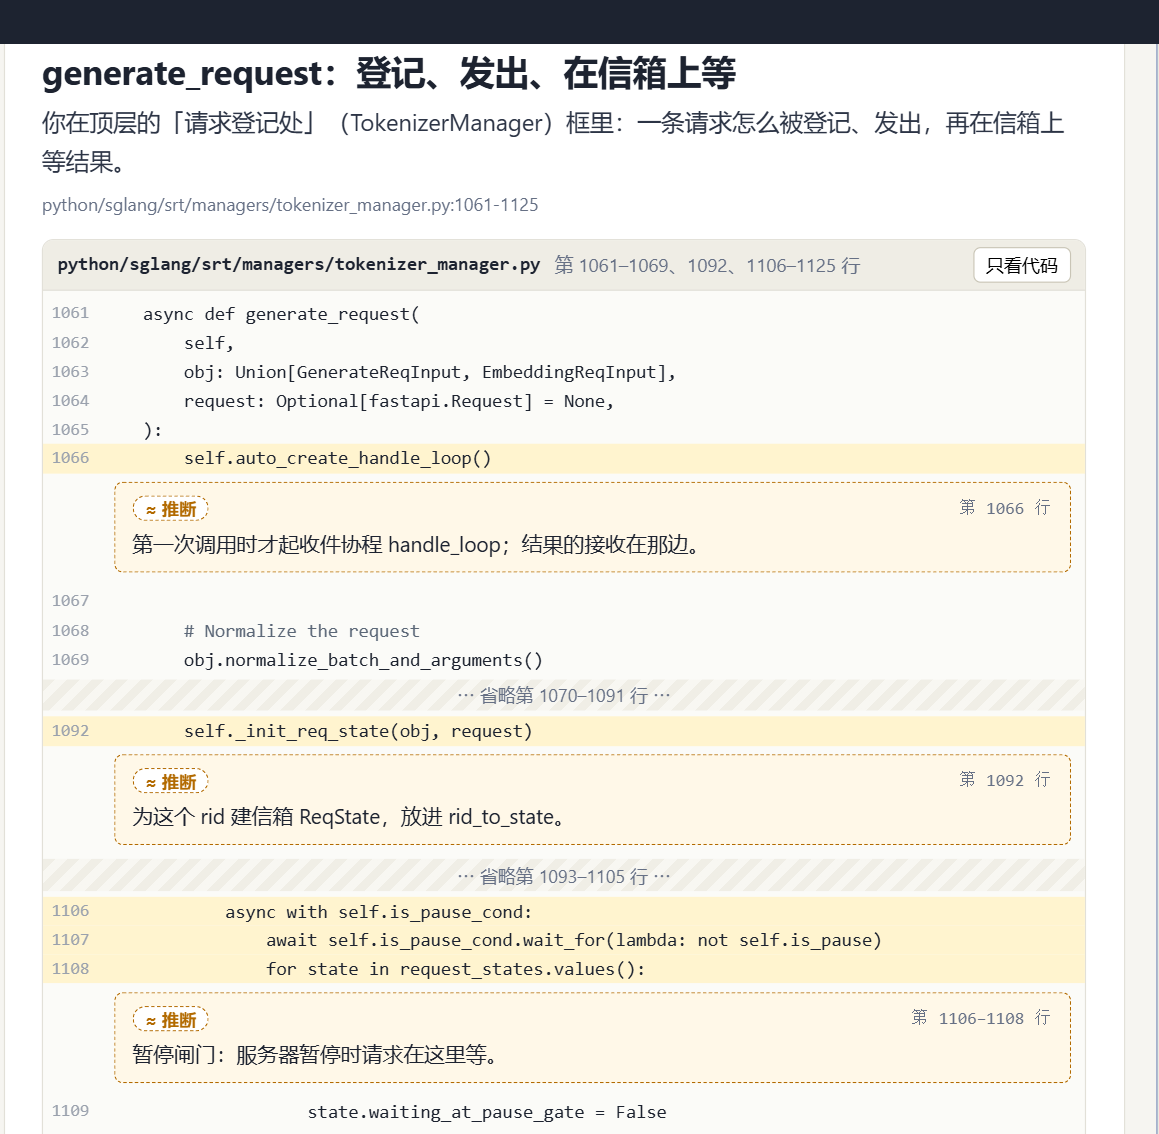 generate_request：登记、发出、在信箱上等
你在顶层的「请求登记处」（TokenizerManager）框里：一条请求怎么被登记、发出，再在信箱上
等结果。
python/sglang/srt/managers/tokenizer_manager.py:1061-1125
python/sglang/srt/managers/tokenizer_manager.py 第 1061–1069、1092、1106–1125 行 只看代码
1061 async def generate_request(
1062 self,
1063 obj: Union[GenerateReqInput, EmbeddingReqInput],
1064 request: Optional[fastapi.Request] = None,
1065 ):
1066 self.auto_create_handle_loop()
≈ 推断 第 1066 行
第一次调用时才起收件协程 handle_loop；结果的接收在那边。
1067
1068 # Normalize the request
1069 obj.normalize_batch_and_arguments()
··· 省略第 1070–1091 行 ···
1092 self._init_req_state(obj, request)
≈ 推断 第 1092 行
为这个 rid 建信箱 ReqState，放进 rid_to_state。
··· 省略第 1093–1105 行 ···
1106 async with self.is_pause_cond:
1107 await self.is_pause_cond.wait_for(lambda: not self.is_pause)
1108 for state in request_states.values():
≈ 推断 第 1106–1108 行
暂停闸门：服务器暂停时请求在这里等。
1109 state.waiting_at_pause_gate = False